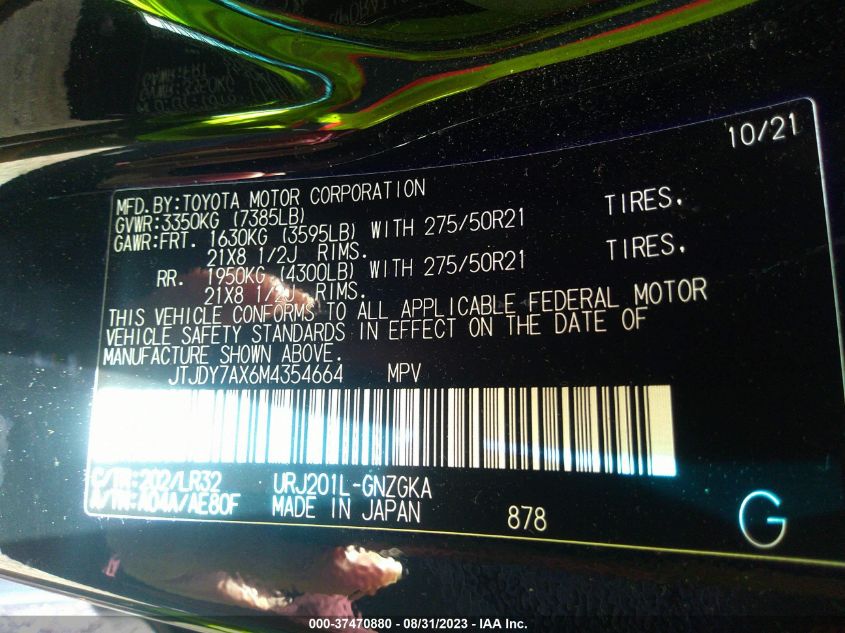 10/21
MFD.BY:TOYOTA MOTOR CORPORATION
GVWR:3350KG (7385LB)
GAWR:FRT. 1630KG (3595LB) WITH 275/50R21 TIRES.
21X8 1/2J RIMS.
RR. 1950KG (4300LB) WITH 275/50R21 TIRES.
21X8 1/2J RIMS.
THIS VEHICLE CONFORMS TO ALL APPLICABLE FEDERAL MOTOR
VEHICLE SAFETY STANDARDS IN EFFECT ON THE DATE OF
MANUFACTURE SHOWN ABOVE.
JTJDY7AX6M4354664 MPV
C/TR:202/LR32 URJ201L-GNZGKA
A/TM:A04A/AE80F MADE IN JAPAN 878
G
000-37470880 - 08/31/2023 - IAA Inc.